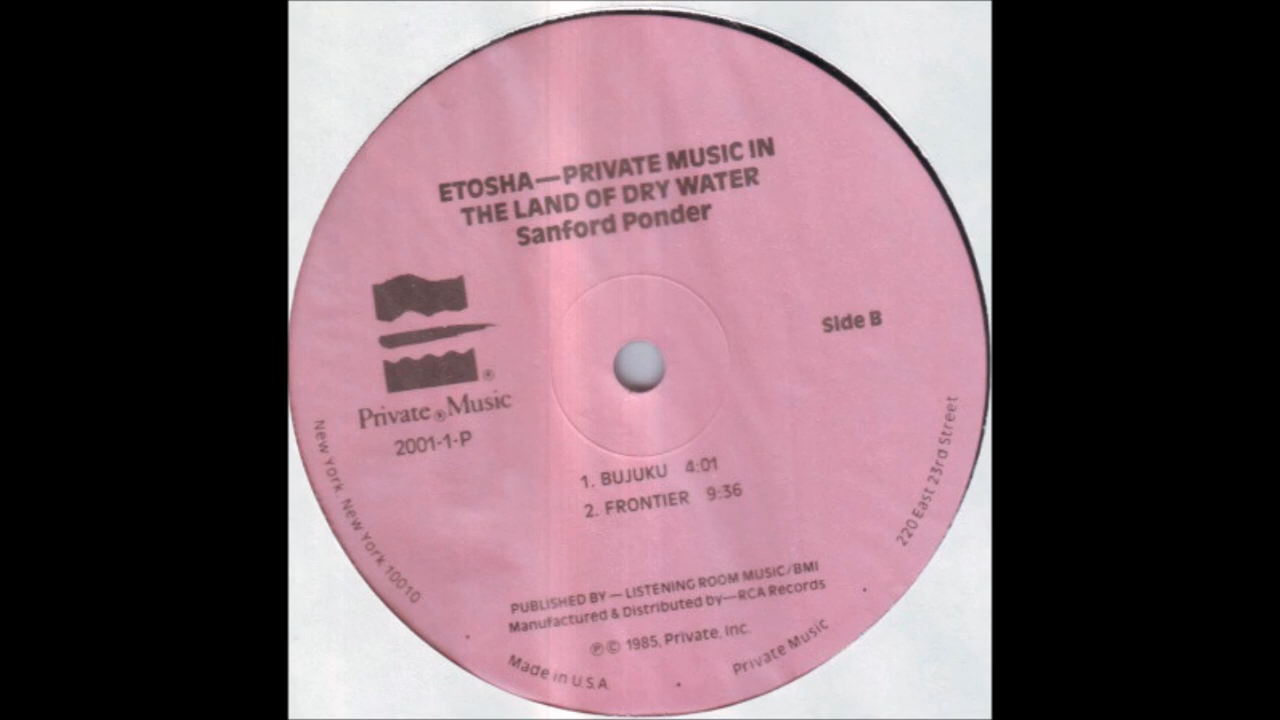 ETOSHA—PRIVATE MUSIC IN
THE LAND OF DRY WATER
Sanford Ponder
Side B
®
Private ® Music
2001-1-P
1. BUJUKU 4:01
2. FRONTIER 9:36
PUBLISHED BY — LISTENING ROOM MUSIC/BMI
Manufactured & Distributed by—RCA Records
℗© 1985, Private, Inc.
New York, New York 10010
Made in U.S.A.
Private Music
220 East 23rd Street